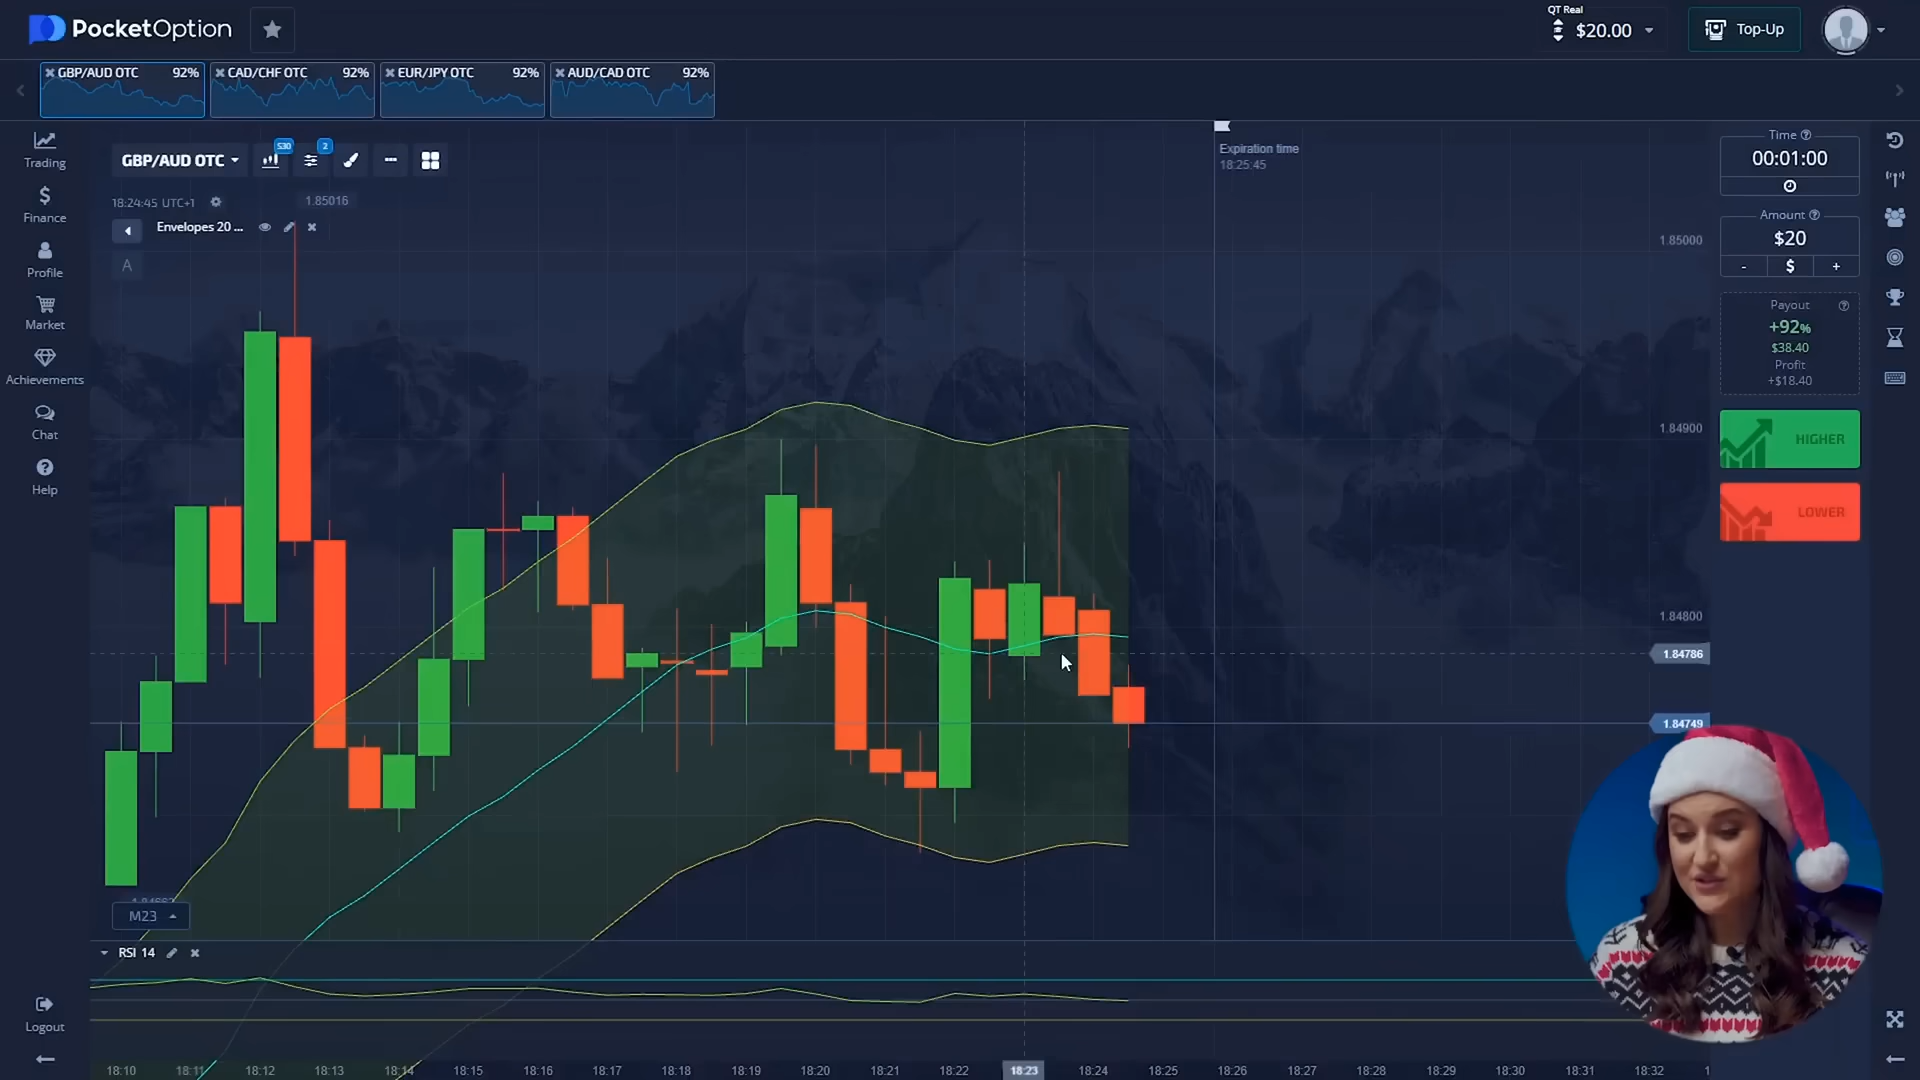 PocketOption
QT Real
$20.00
Top-Up
GBP/AUD OTC 92%
CAD/CHF OTC 92%
EUR/JPY OTC 92%
AUD/CAD OTC 92%
Trading
Finance
Profile
Market
Achievements
Chat
Help
Logout
GBP/AUD OTC
S30
2
18:24:45 UTC+1
1.85016
Envelopes 20 ...
A
Expiration time
18:25:45
1.85000
1.84900
1.84800
1.84786
1.84749
Time
00:01:00
Amount
$20
- $ +
Payout
+92%
$38.40
Profit
+$18.40
HIGHER
LOWER
M23
RSI 14
18:10 18:11 18:12 18:13 18:14 18:15 18:16 18:17 18:18 18:19 18:20 18:21 18:22 18:23 18:24 18:25 18:26 18:27 18:28 18:29 18:30 18:31 18:32 1